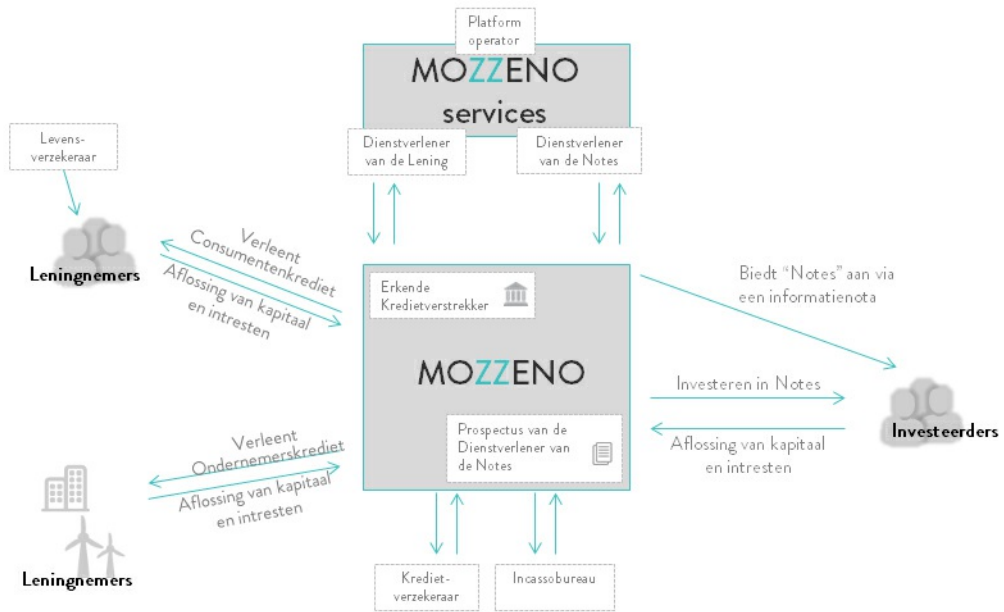 Platform
operator
MOZZENO
services
Dienstverlener
van de Lening
Dienstverlener
van de Notes
Levens-
verzekeraar
Leningnemers
Verleent
Consumentenkrediet
Aflossing van kapitaal
en intresten
Erkende
Kredietverstrekker
MOZZENO
Prospectus van de
Dienstverlener van
de Notes
Biedt “Notes” aan via
een informatienota
Investeren in Notes
Aflossing van kapitaal
en intresten
Investeerders
Verleent
Ondernemerskrediet
Aflossing van kapitaal
en intresten
Leningnemers
Krediet-
verzekeraar
Incassobureau